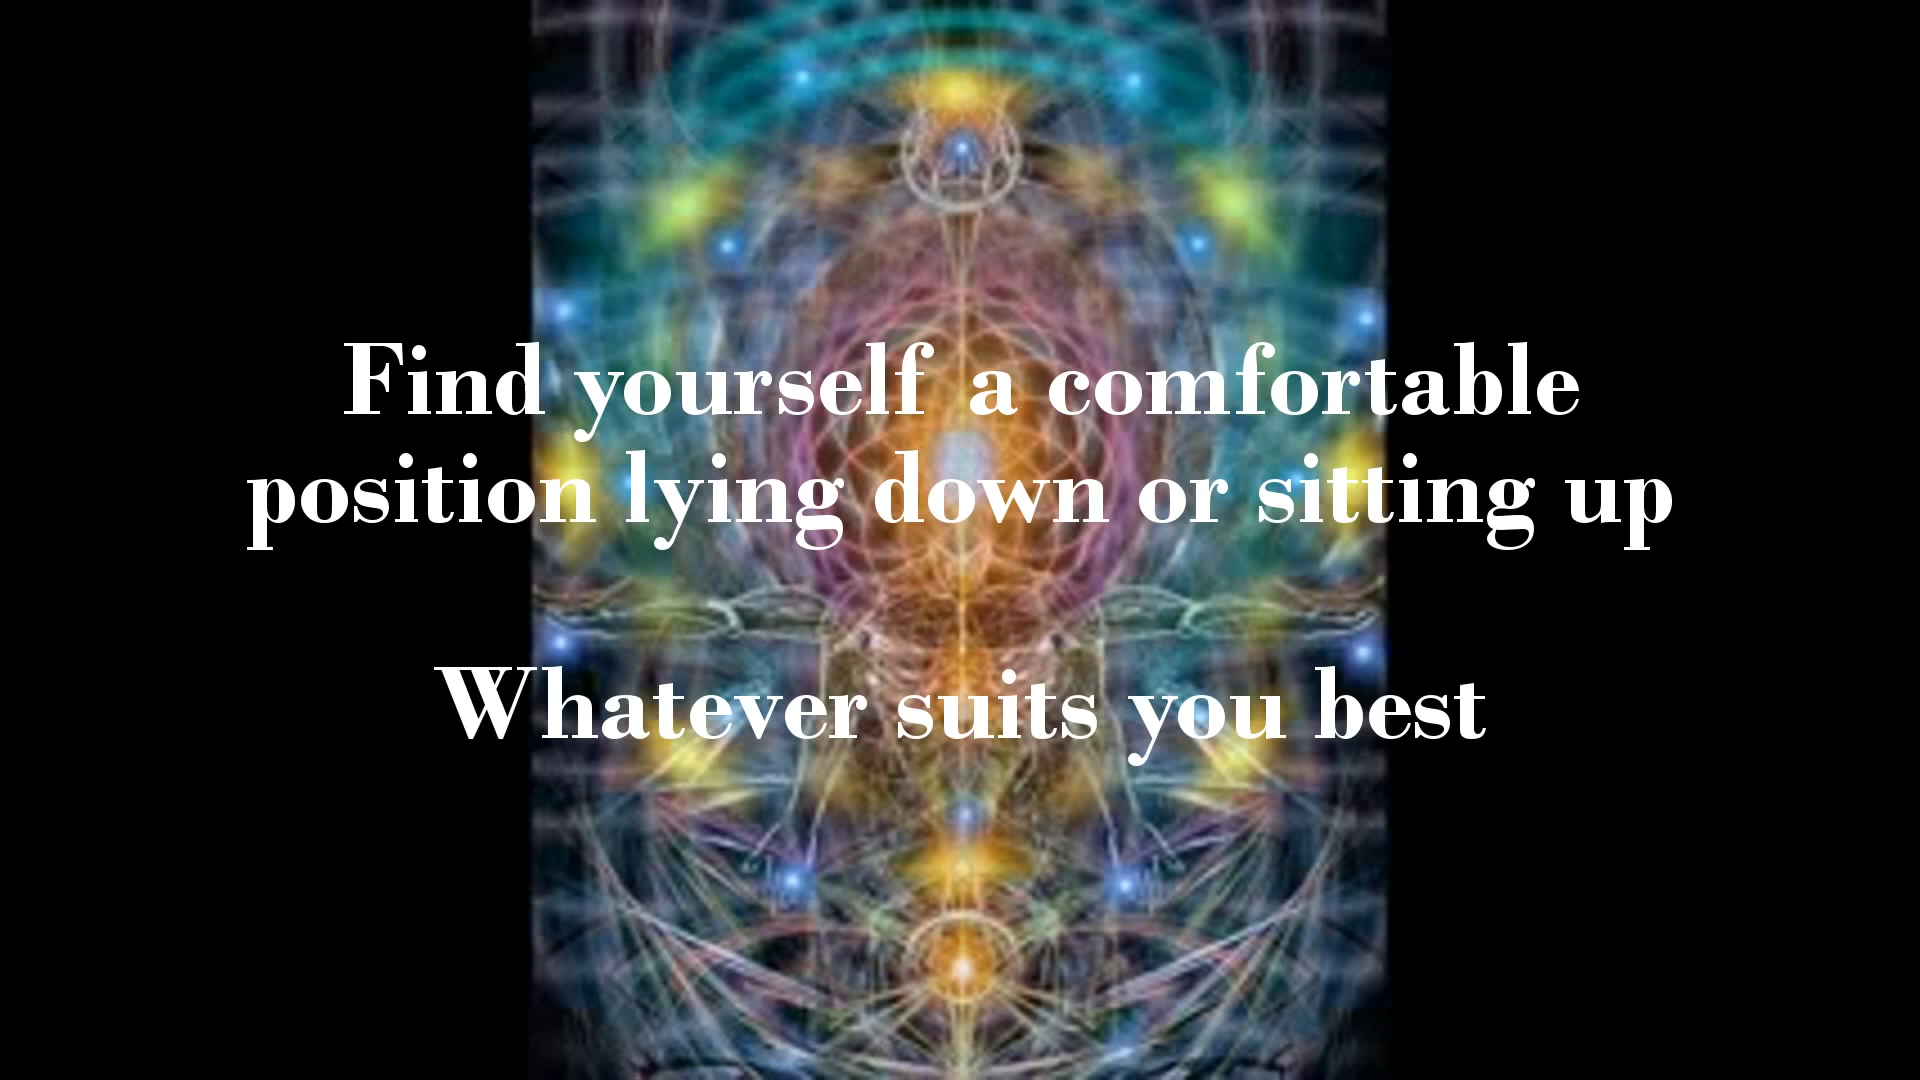 Find yourself a comfortable
position lying down or sitting up
Whatever suits you best